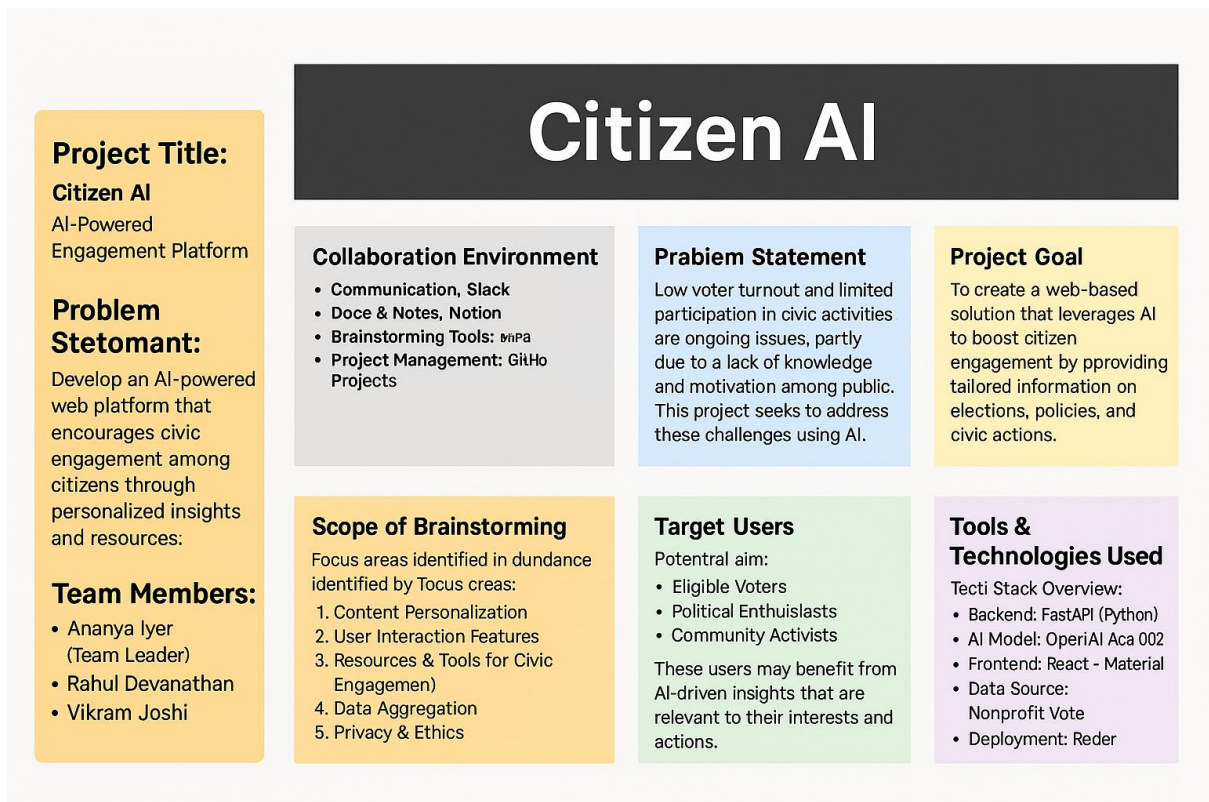 Citizen AI
Project Title:
Citizen AI
AI-Powered
Engagement Platform
Problem
Stetomant:
Develop an AI-powered
web platform that
encourages civic
engagement among
citizens through
personalized insights
and resources:
Team Members:
• Ananya Iyer
(Team Leader)
• Rahul Devanathan
• Vikram Joshi
Collaboration Environment
• Communication, Slack
• Doce & Notes, Notion
• Brainstorming Tools:
• Project Management: GitHo
Projects
Prabiem Statement
Low voter turnout and limited
participation in civic activities
are ongoing issues, partly
due to a lack of knowledge
and motivation among public.
This project seeks to address
these challenges using AI.
Project Goal
To create a web-based
solution that leverages AI
to boost citizen
engagement by pproviding
tailored information on
elections, policies, and
civic actions.
Scope of Brainstorming
Focus areas identified in dundance
identified by Tocus creas:
1. Content Personalization
2. User Interaction Features
3. Resources & Tools for Civic
Engagemen)
4. Data Aggregation
5. Privacy & Ethics
Target Users
Potentral aim:
• Eligible Voters
• Political Enthuislasts
• Community Activists
These users may benefit from
AI-driven insights that are
relevant to their interests and
actions.
Tools &
Technologies Used
Tecti Stack Overview:
• Backend: FastAPI (Python)
• AI Model: OperiAI Aca 002
• Frontend: React - Material
• Data Source:
Nonprofit Vote
• Deployment: Reder